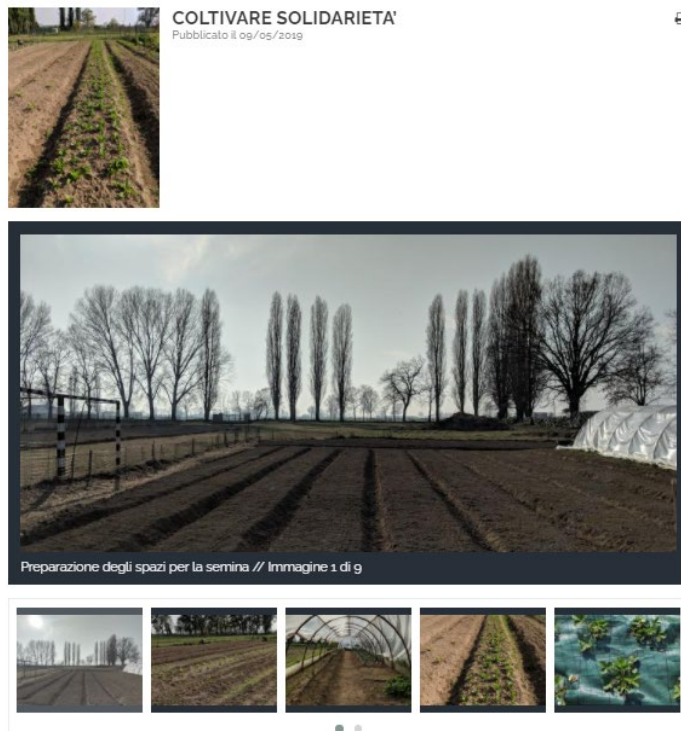 COLTIVARE SOLIDARIETA'
Pubblicato il 09/05/2019
Preparazione degli spazi per la semina // Immagine 1 di 9